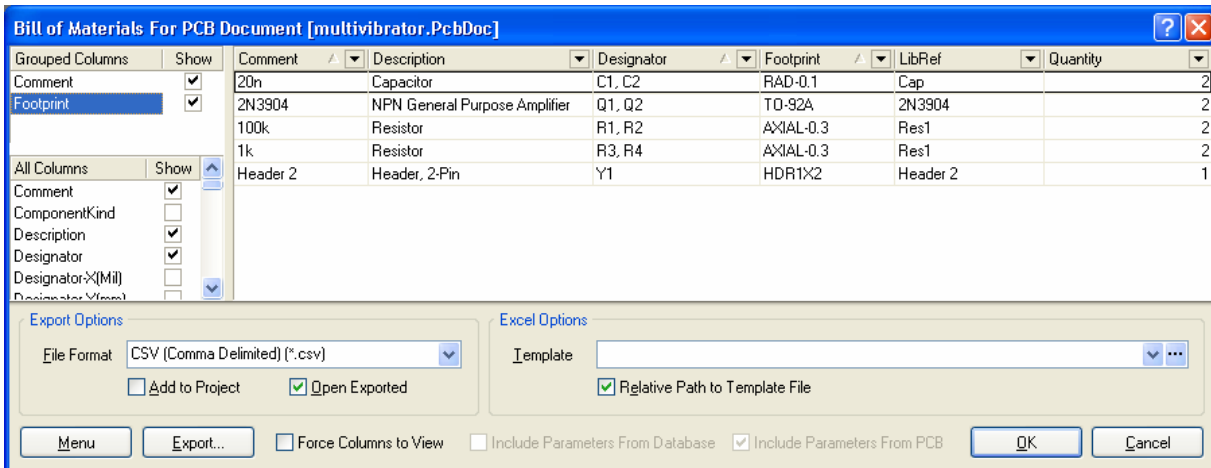 Bill of Materials For PCB Document [multivibrator.PcbDoc]
Grouped Columns Show
Comment
Footprint
All Columns Show
Comment
ComponentKind
Description
Designator
Designator-X(Mil)
Designator-Y(mm)
Comment Description Designator Footprint LibRef Quantity
20n Capacitor C1, C2 RAD-0.1 Cap 2
2N3904 NPN General Purpose Amplifier Q1, Q2 TO-92A 2N3904 2
100k Resistor R1, R2 AXIAL-0.3 Res1 2
1k Resistor R3, R4 AXIAL-0.3 Res1 2
Header 2 Header, 2-Pin Y1 HDR1X2 Header 2 1
Export Options
File Format CSV (Comma Delimited) (*.csv)
Add to Project Open Exported
Excel Options
Template
Relative Path to Template File
Menu Export... Force Columns to View Include Parameters From Database Include Parameters From PCB OK Cancel